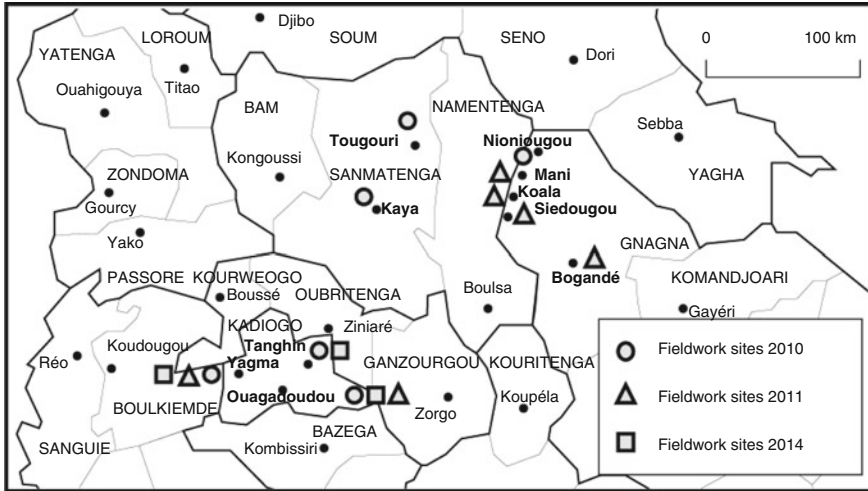 Djibo
LOROUM
SOUM
SENO
0 100 km
YATENGA
Dori
Titao
Ouahigouya
BAM
NAMENTENGA
Sebba
Tougouri
Nioniougou
Kongoussi
ZONDOMA
SANMATENGA
Mani
YAGHA
Koala
Gourcy
Kaya
Siedougou
Yako
GNAGNA
Bogandé
PASSORE
KOURWEOGO
KOMANDJOARI
Boussé
OUBRITENGA
Boulsa
Gayéri
KADIOGO
Ziniaré
Tanghin
Réo
Koudougou
Yagma
GANZOURGOU
KOURITENGA
Ouagadoudou
BOULKIEMDE
Zorgo
Koupéla
BAZEGA
SANGUIE
Kombissiri
Fieldwork sites 2010
Fieldwork sites 2011
Fieldwork sites 2014